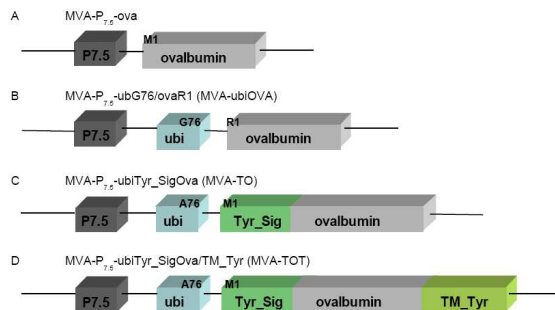 A MVA-P7.5-ova
P7.5 M1 ovalbumin
B MVA-P7.5-ubG76/ovaR1 (MVA-ubiOVA)
P7.5 G76 ubi R1 ovalbumin
C MVA-P7.5-ubiTyr_SigOva (MVA-TO)
P7.5 A76 ubi M1 Tyr_Sig ovalbumin
D MVA-P7.5-ubiTyr_SigOva/TM_Tyr (MVA-TOT)
P7.5 A76 ubi M1 Tyr_Sig ovalbumin TM_Tyr